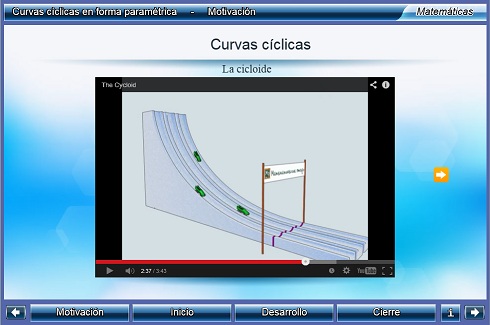 Curvas cíclicas en forma paramétrica - Motivación
Matemáticas
Curvas cíclicas
La cicloide
The Cycloid
2:37 / 3:43
YouTube
Motivación
Inicio
Desarrollo
Cierre